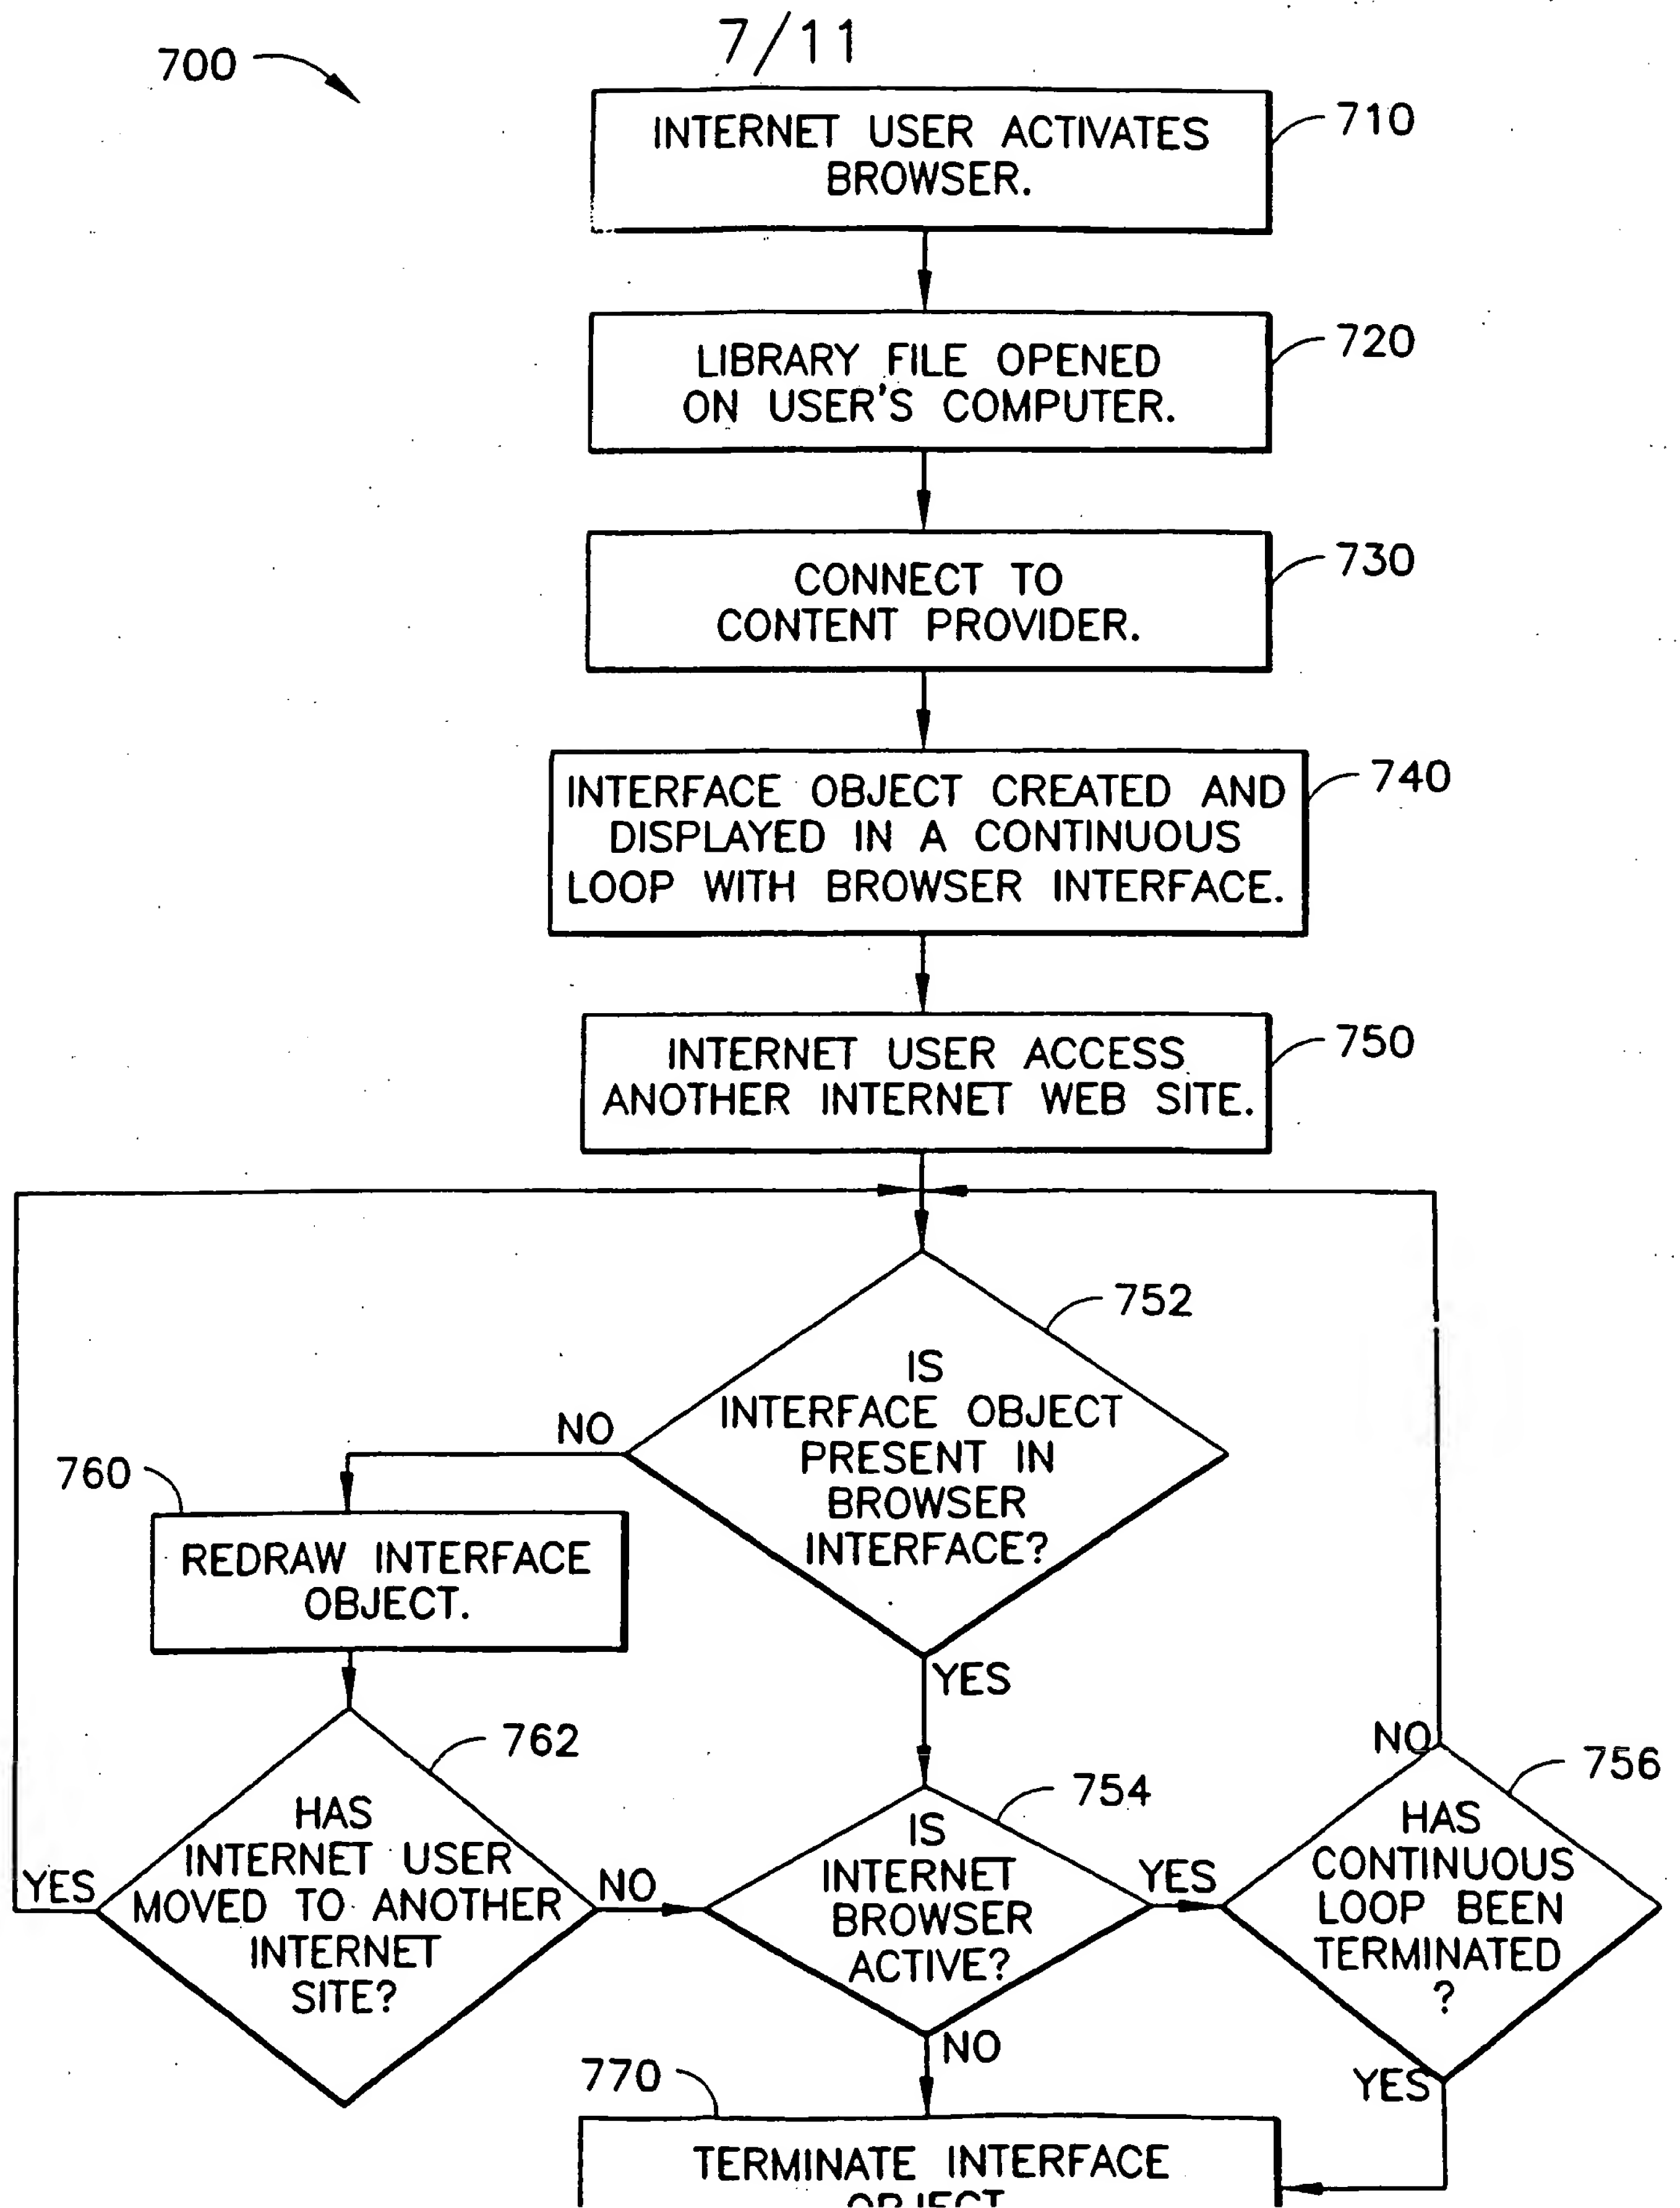 7/11
700
INTERNET USER ACTIVATES
BROWSER.
710
LIBRARY FILE OPENED
ON USER'S COMPUTER.
720
CONNECT TO
CONTENT PROVIDER.
730
INTERFACE OBJECT CREATED AND
DISPLAYED IN A CONTINUOUS
LOOP WITH BROWSER INTERFACE.
740
INTERNET USER ACCESS
ANOTHER INTERNET WEB SITE.
750
752
IS
INTERFACE OBJECT
PRESENT IN
BROWSER
INTERFACE?
NO
YES
760
REDRAW INTERFACE
OBJECT.
762
HAS
INTERNET USER
MOVED TO ANOTHER
INTERNET
SITE?
YES
NO
754
IS
INTERNET
BROWSER
ACTIVE?
YES
NO
756
HAS
CONTINUOUS
LOOP BEEN
TERMINATED
?
NO
YES
770
TERMINATE INTERFACE
OBJECT